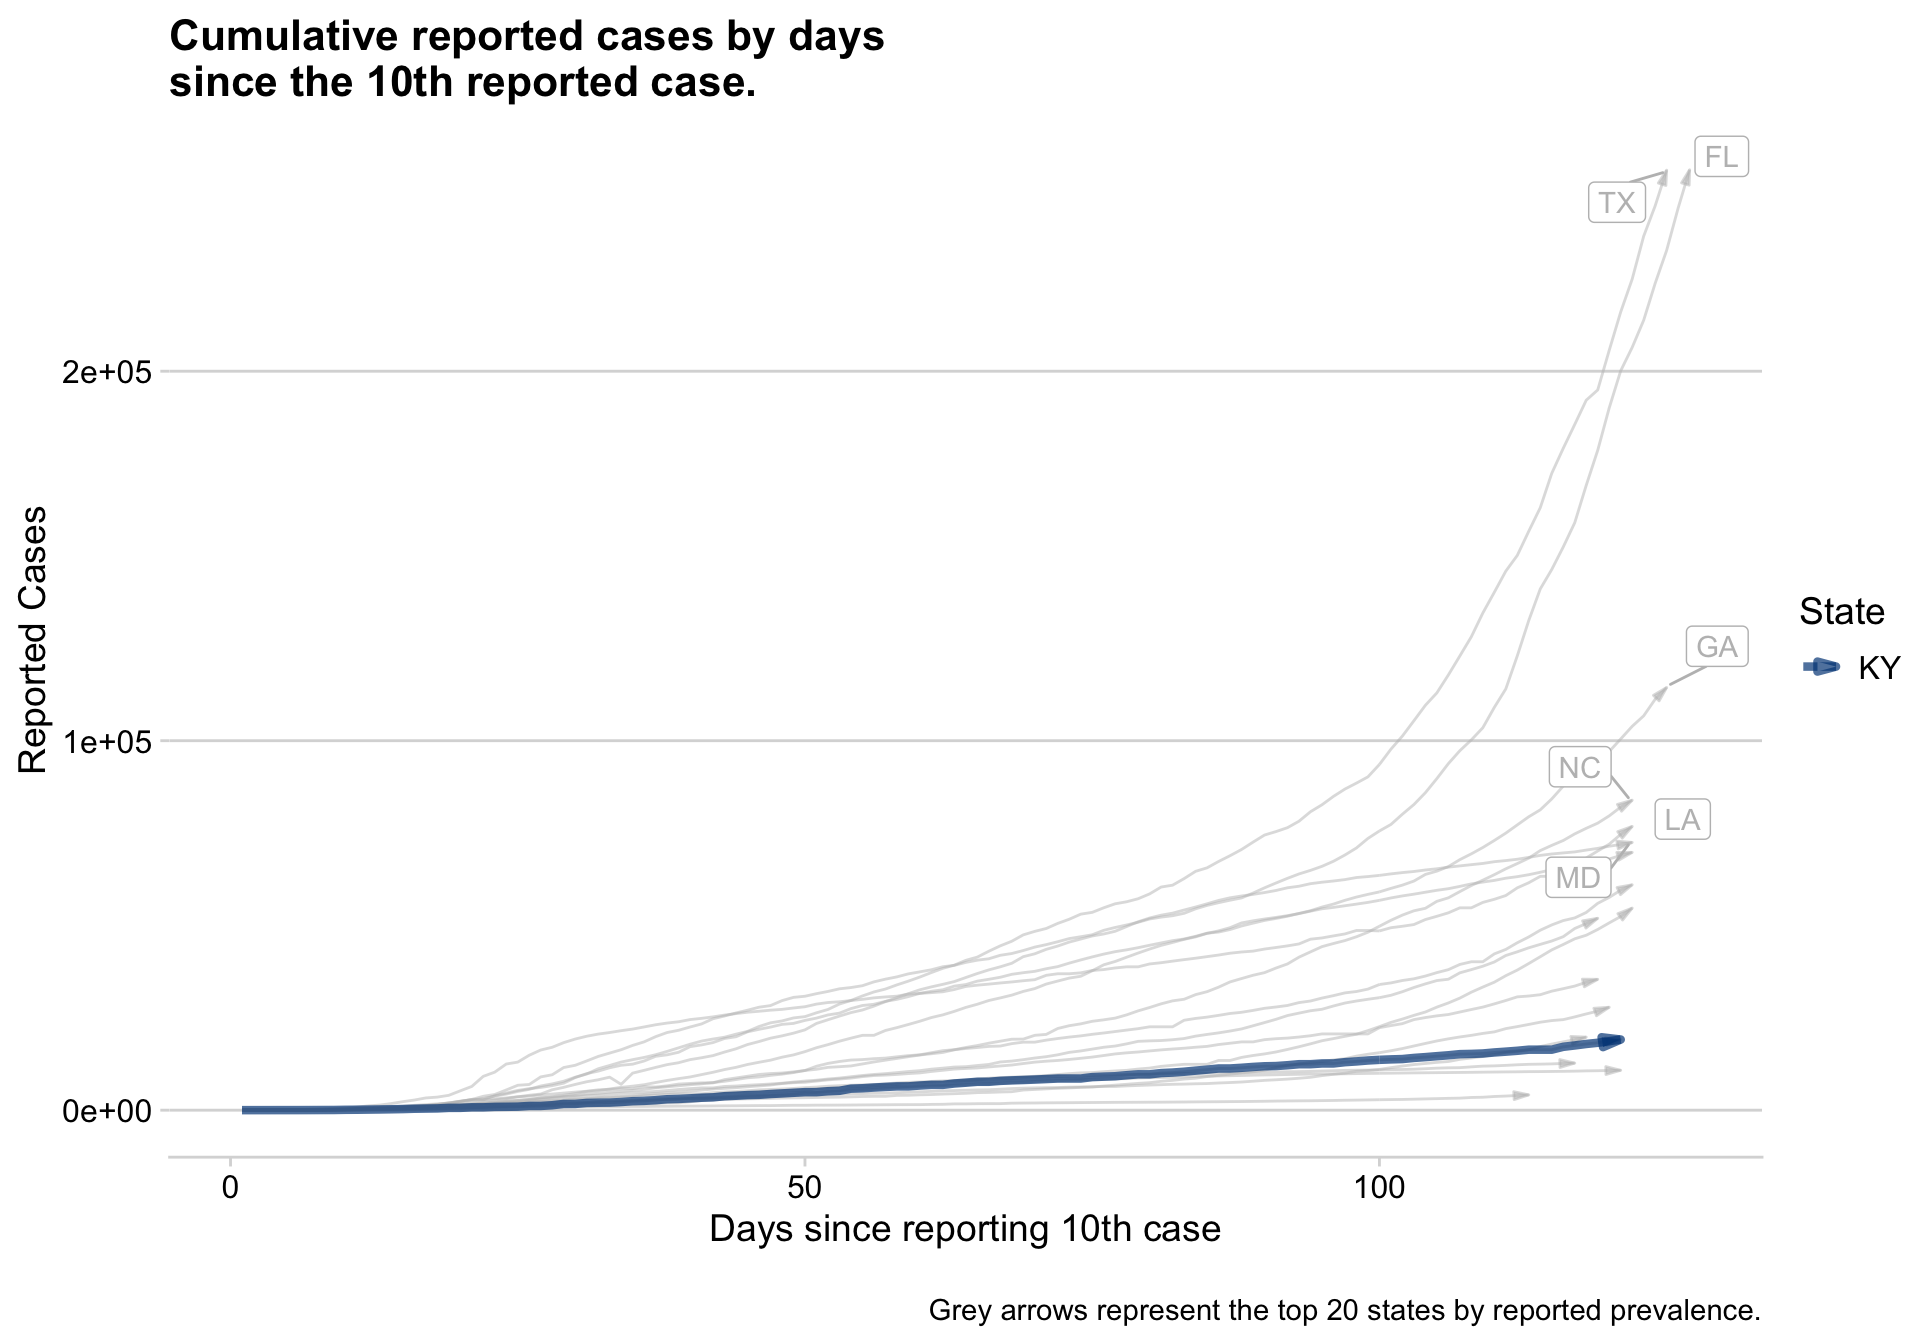 Cumulative reported cases by days
since the 10th reported case.
FL
TX
2e+05
GA
State
KY
1e+05
NC
LA
MD
Reported Cases
0e+00
0 50 100
Days since reporting 10th case
Grey arrows represent the top 20 states by reported prevalence.